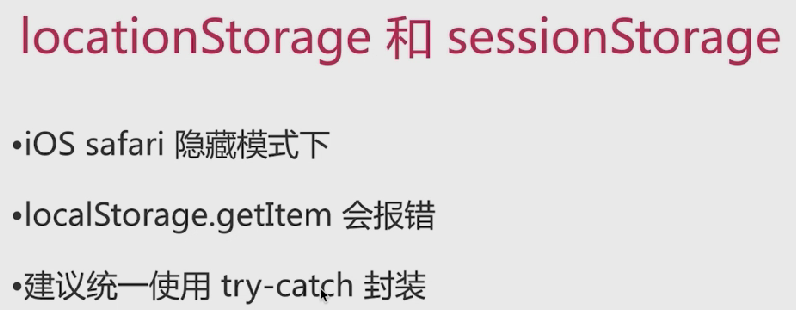 locationStorage 和 sessionStorage
•iOS safari 隐藏模式下
•localStorage.getItem 会报错
•建议统一使用 try-catch 封装